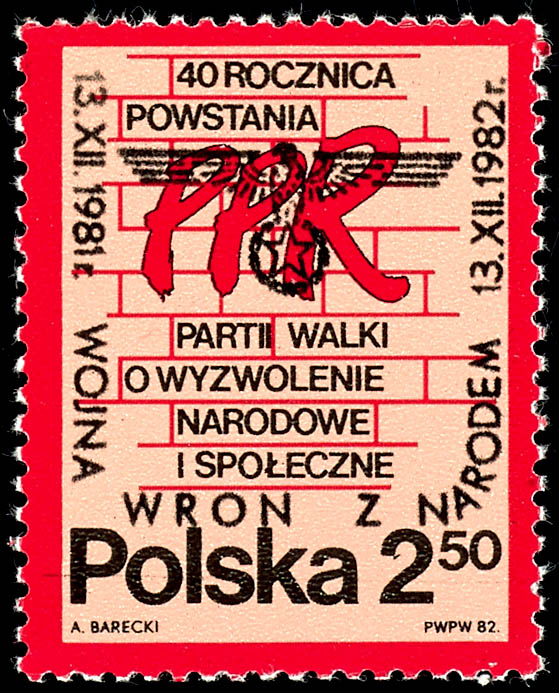 40 ROCZNICA
POWSTANIA
PPR
PARTII WALKI
O WYZWOLENIE
NARODOWE
I SPOŁECZNE
Polska 2 50
A. BARECKI
PWPW 82.
13.XII.1981r.
WOJNA
WRON Z NARODEM
13.XII.1982r.